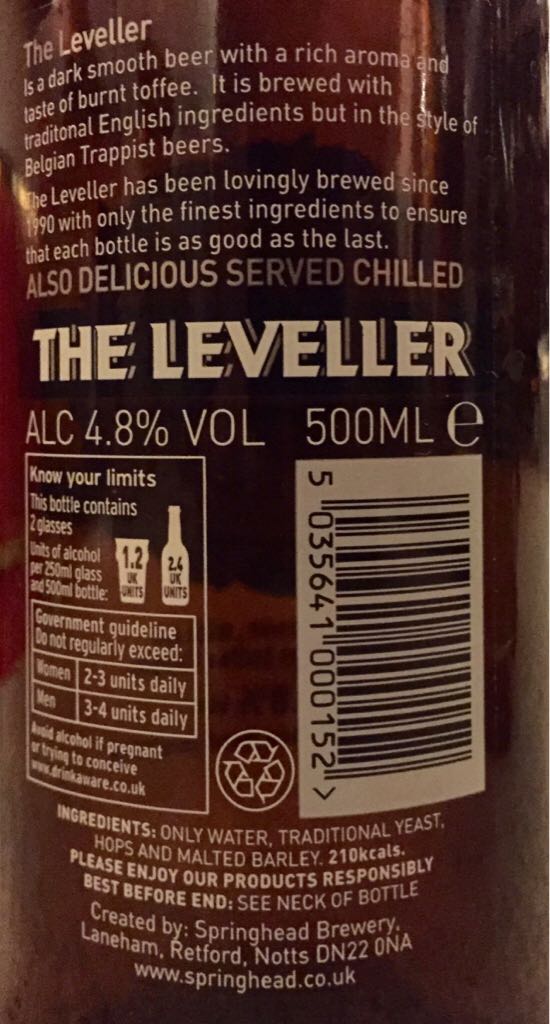 The Leveller
Is a dark smooth beer with a rich aroma and
taste of burnt toffee. It is brewed with
traditonal English ingredients but in the style of
Belgian Trappist beers.
The Leveller has been lovingly brewed since
1990 with only the finest ingredients to ensure
that each bottle is as good as the last.
ALSO DELICIOUS SERVED CHILLED
THE LEVELLER
ALC 4.8% VOL 500ML e
Know your limits
This bottle contains
2 glasses
Units of alcohol
per 250ml glass
and 500ml bottle:
1.2
UK
UNITS
2.4
UK
UNITS
Government guideline
Do not regularly exceed:
Women 2-3 units daily
Men 3-4 units daily
Avoid alcohol if pregnant
or trying to conceive
www.drinkaware.co.uk
5 035641 000152 >
INGREDIENTS: ONLY WATER, TRADITIONAL YEAST,
HOPS AND MALTED BARLEY. 210kcals.
PLEASE ENJOY OUR PRODUCTS RESPONSIBLY
BEST BEFORE END: SEE NECK OF BOTTLE
Created by: Springhead Brewery,
Laneham, Retford, Notts DN22 0NA
www.springhead.co.uk